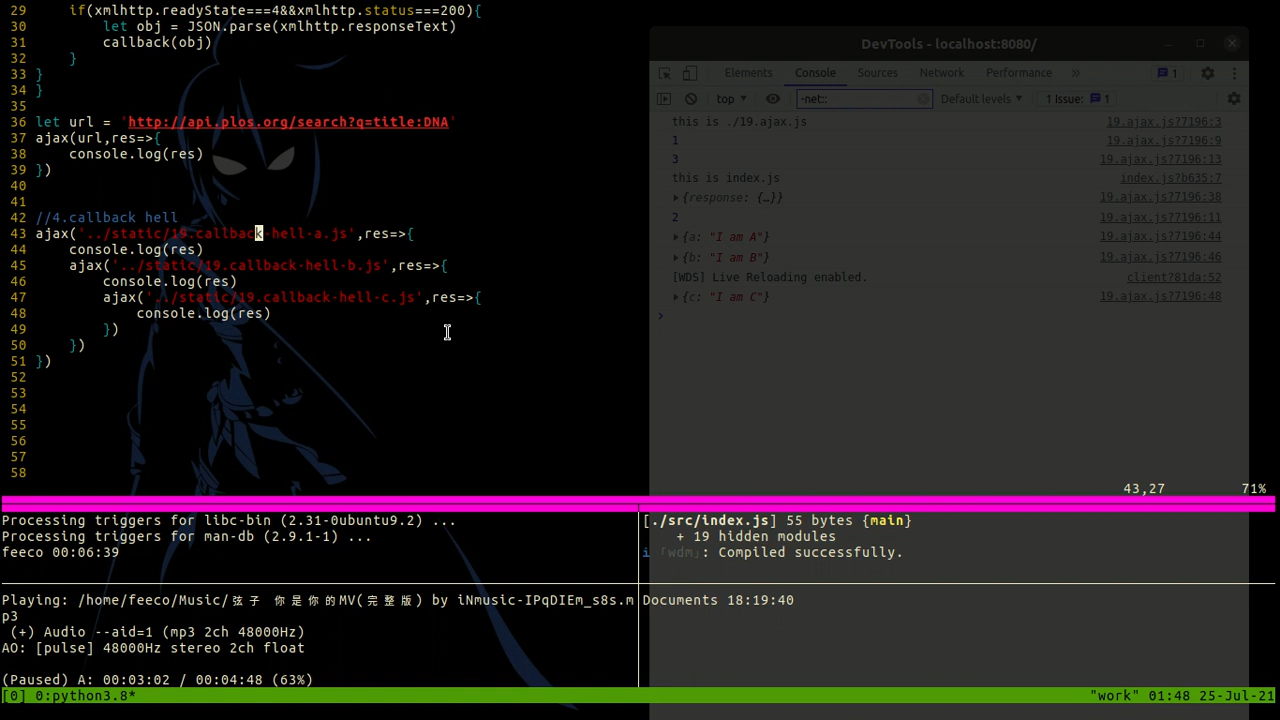 29     if(xmlhttp.readyState===4&&xmlhttp.status===200){
30         let obj = JSON.parse(xmlhttp.responseText)
31         callback(obj)
32     }
33 }
34 }
35
36 let url = 'http://api.plos.org/search?q=title:DNA'
37 ajax(url,res=>{
38     console.log(res)
39 })
40
41
42 //4.callback hell
43 ajax('../static/19.callback-hell-a.js',res=>{
44     console.log(res)
45     ajax('../static/19.callback-hell-b.js',res=>{
46         console.log(res)
47         ajax('../static/19.callback-hell-c.js',res=>{
48             console.log(res)
49         })
50     })
51 })
52
53
54
55
56
57
58
43,27 71%
DevTools - localhost:8080/
Elements Console Sources Network Performance » 1
top -net:: Default levels 1 Issue: 1
this is ./19.ajax.js 19.ajax.js?7196:3
1 19.ajax.js?7196:9
3 19.ajax.js?7196:13
this is index.js index.js?b635:7
{response: {…}} 19.ajax.js?7196:38
2 19.ajax.js?7196:11
{a: "I am A"} 19.ajax.js?7196:44
{b: "I am B"} 19.ajax.js?7196:46
[WDS] Live Reloading enabled. client?81da:52
{c: "I am C"} 19.ajax.js?7196:48
Processing triggers for libc-bin (2.31-0ubuntu9.2) ...
Processing triggers for man-db (2.9.1-1) ...
feeco 00:06:39
[./src/index.js] 55 bytes {main}
    + 19 hidden modules
i 「wdm」: Compiled successfully.
Playing: /home/feeco/Music/弦子 你是你的MV(完整版) by iNmusic-IPqDIEm_s8s.m
p3
 (+) Audio --aid=1 (mp3 2ch 48000Hz)
AO: [pulse] 48000Hz stereo 2ch float
(Paused) A: 00:03:02 / 00:04:48 (63%)
Documents 18:19:40
[0] 0:python3.8* "work" 01:48 25-Jul-21